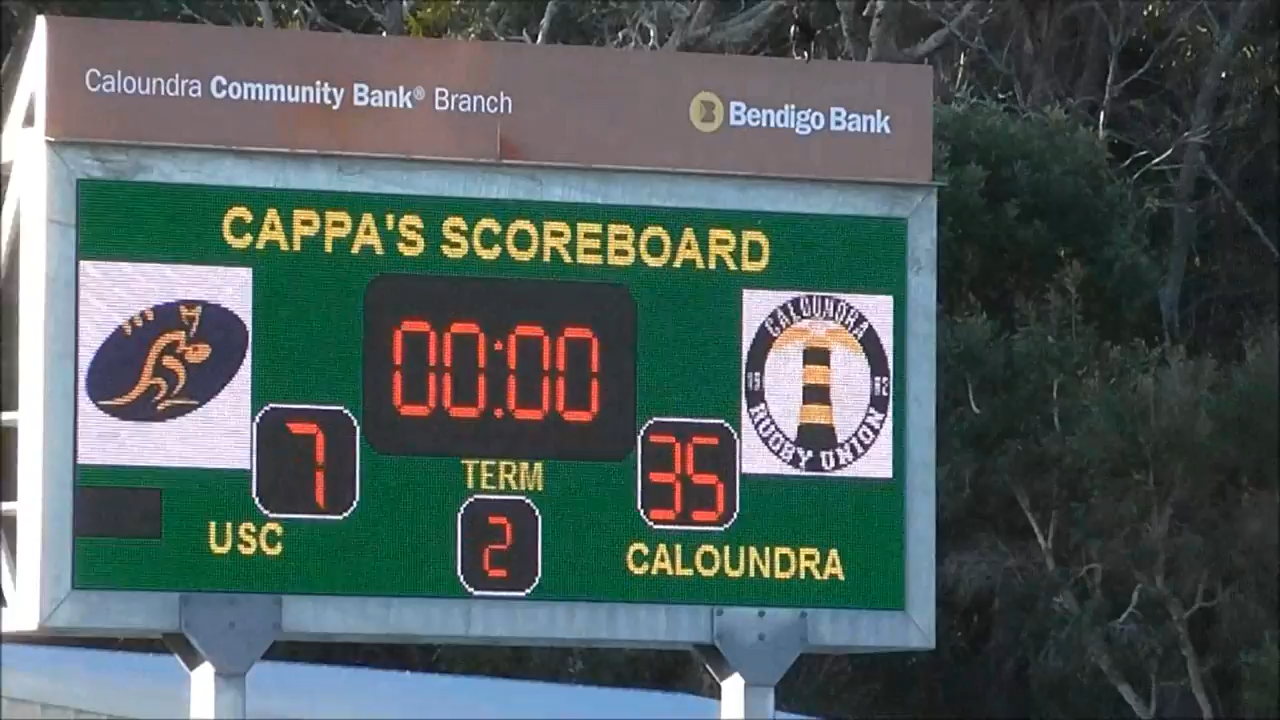 Caloundra Community Bank® Branch
Bendigo Bank
CAPPA'S SCOREBOARD
00:00
CALOUNDRA
RUGBY UNION
7
35
TERM
2
USC
CALOUNDRA